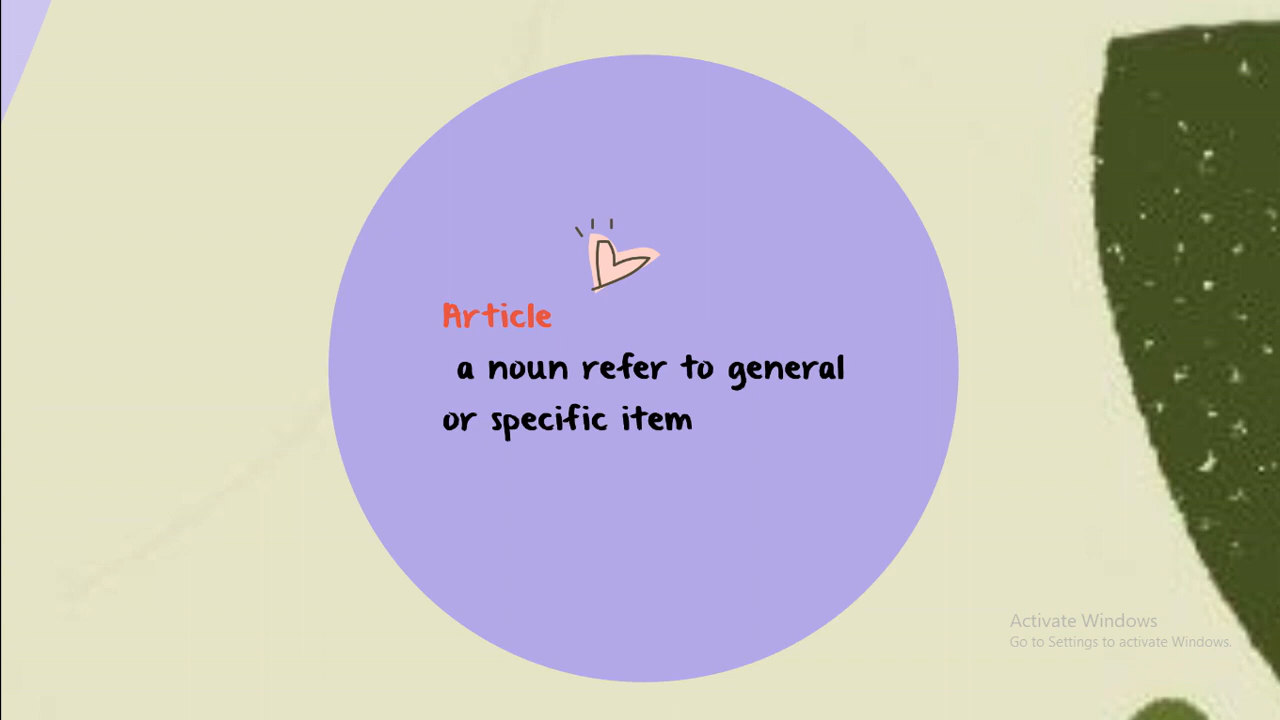 Article
a noun refer to general
or specific item
Activate Windows
Go to Settings to activate Windows.